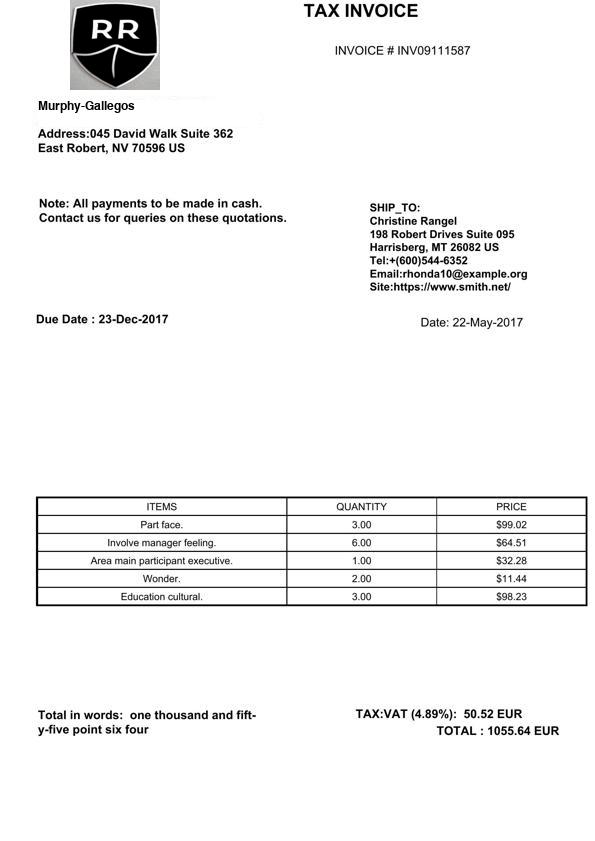 RR
TAX INVOICE
INVOICE # INV09111587
Murphy-Gallegos
Address:045 David Walk Suite 362
East Robert, NV 70596 US
Note: All payments to be made in cash.
Contact us for queries on these quotations.
SHIP_TO:
Christine Rangel
198 Robert Drives Suite 095
Harrisberg, MT 26082 US
Tel:+(600)544-6352
Email:rhonda10@example.org
Site:https://www.smith.net/
Due Date : 23-Dec-2017
Date: 22-May-2017
ITEMS QUANTITY PRICE
Part face. 3.00 $99.02
Involve manager feeling. 6.00 $64.51
Area main participant executive. 1.00 $32.28
Wonder. 2.00 $11.44
Education cultural. 3.00 $98.23
Total in words: one thousand and fift-
y-five point six four
TAX:VAT (4.89%): 50.52 EUR
TOTAL : 1055.64 EUR